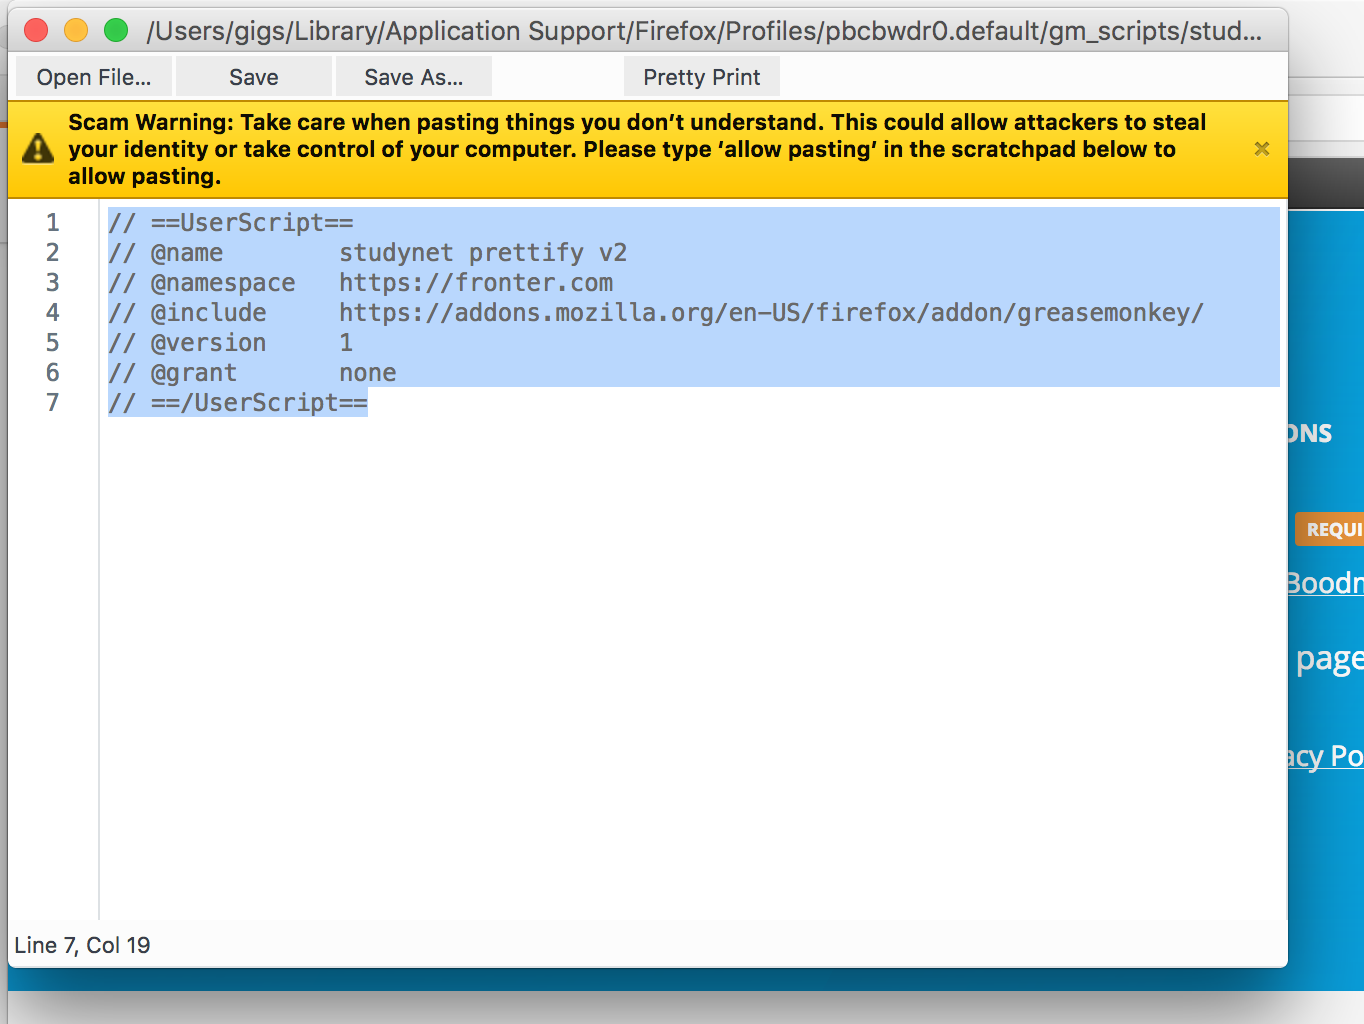 /Users/gigs/Library/Application Support/Firefox/Profiles/pbcbwdr0.default/gm_scripts/stud...
Open File... Save Save As... Pretty Print
Scam Warning: Take care when pasting things you don’t understand. This could allow attackers to steal
your identity or take control of your computer. Please type ‘allow pasting’ in the scratchpad below to
allow pasting.
1 // ==UserScript==
2 // @name        studynet prettify v2
3 // @namespace   https://fronter.com
4 // @include     https://addons.mozilla.org/en-US/firefox/addon/greasemonkey/
5 // @version     1
6 // @grant       none
7 // ==/UserScript==
ONS
REQUI
Boodm
page
acy Po
Line 7, Col 19